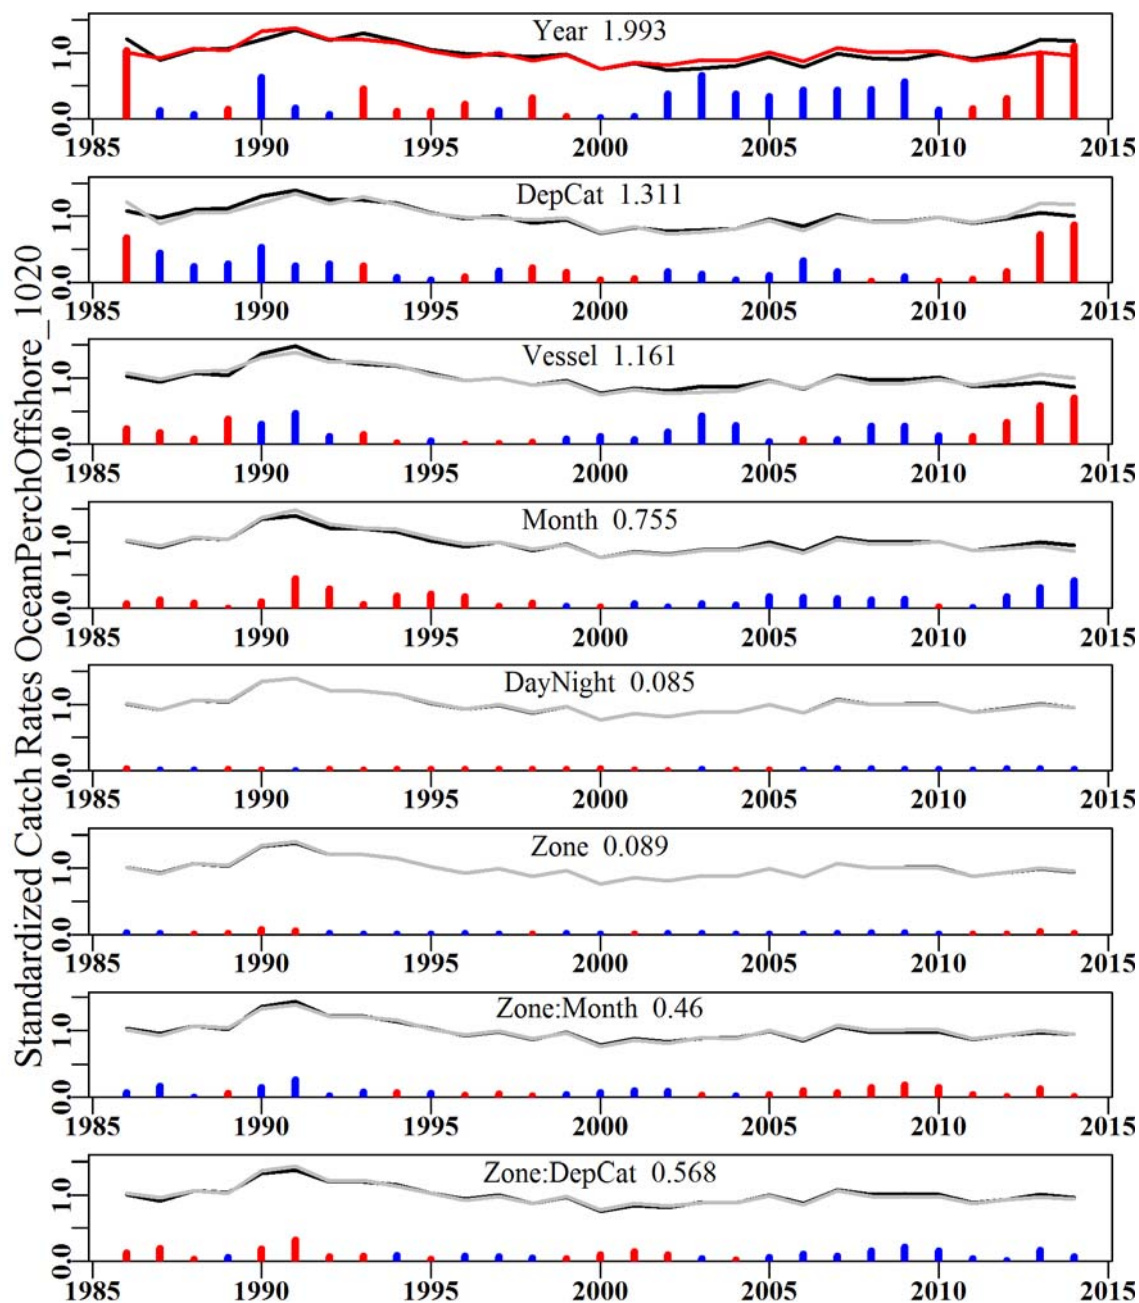 Standardized Catch Rates OceanPerchOffshore_1020
Year 1.993
0.0 1.0
1985 1990 1995 2000 2005 2010 2015
DepCat 1.311
0.0 1.0
1985 1990 1995 2000 2005 2010 2015
Vessel 1.161
0.0 1.0
1985 1990 1995 2000 2005 2010 2015
Month 0.755
0.0 1.0
1985 1990 1995 2000 2005 2010 2015
DayNight 0.085
0.0 1.0
1985 1990 1995 2000 2005 2010 2015
Zone 0.089
0.0 1.0
1985 1990 1995 2000 2005 2010 2015
Zone:Month 0.46
0.0 1.0
1985 1990 1995 2000 2005 2010 2015
Zone:DepCat 0.568
0.0 1.0
1985 1990 1995 2000 2005 2010 2015